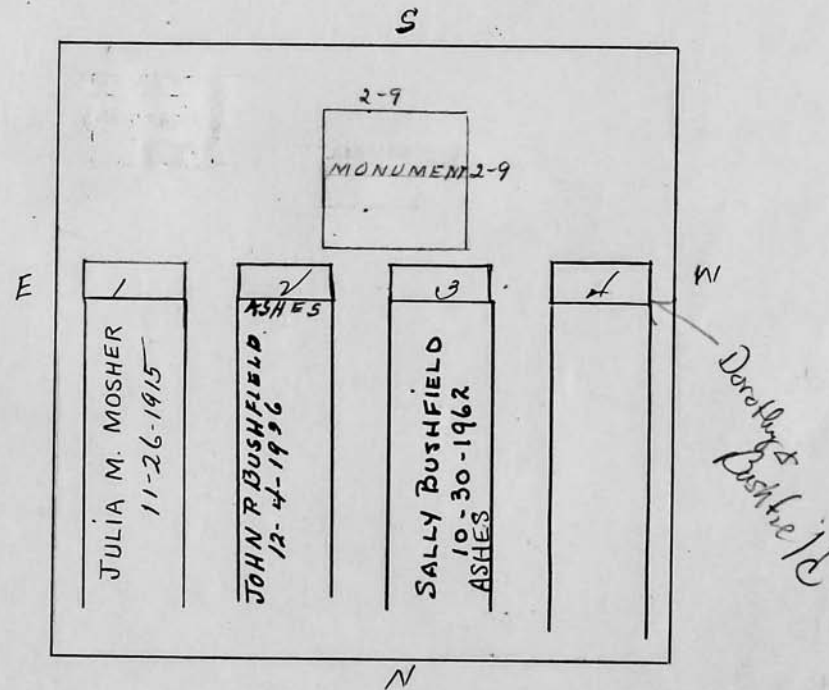 S
2-9
MONUMENT 2-9
E
W
1
2
3
4
ASHES
JULIA M. MOSHER
11-26-1915
JOHN R BUSHFIELD
12-4-1936
SALLY BUSHFIELD
10-30-1962
ASHES
Bushfield
N